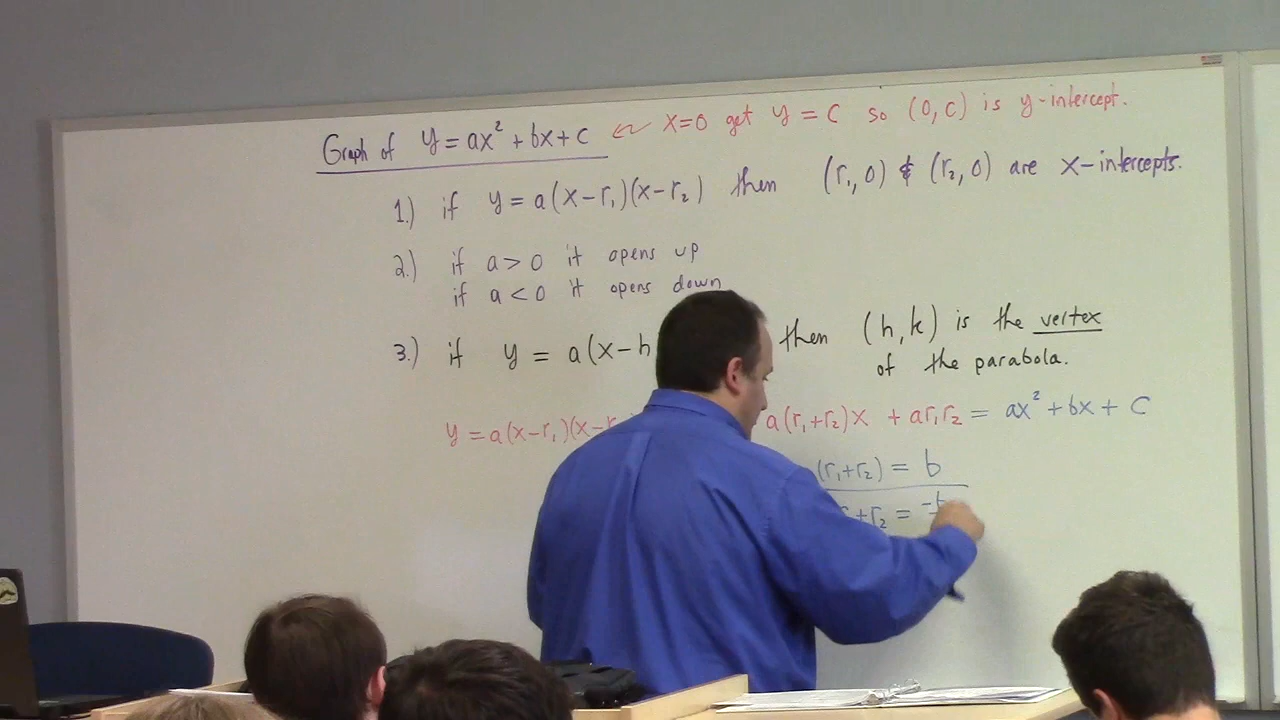 Graph of y = ax² + bx + c ⇜ x=0 get y = c so (0,c) is y-intercept.
1.) if y = a(x-r₁)(x-r₂) then (r₁,0) & (r₂,0) are x-intercepts.
2.) if a > 0 it opens up
if a < 0 it opens down
3.) if y = a(x-h then (h,k) is the vertex
of the parabola.
y = a(x-r₁)(x-r a(r₁+r₂)x + ar₁r₂ = ax² + bx + c
(r₁+r₂) = b
+r₂ = -b